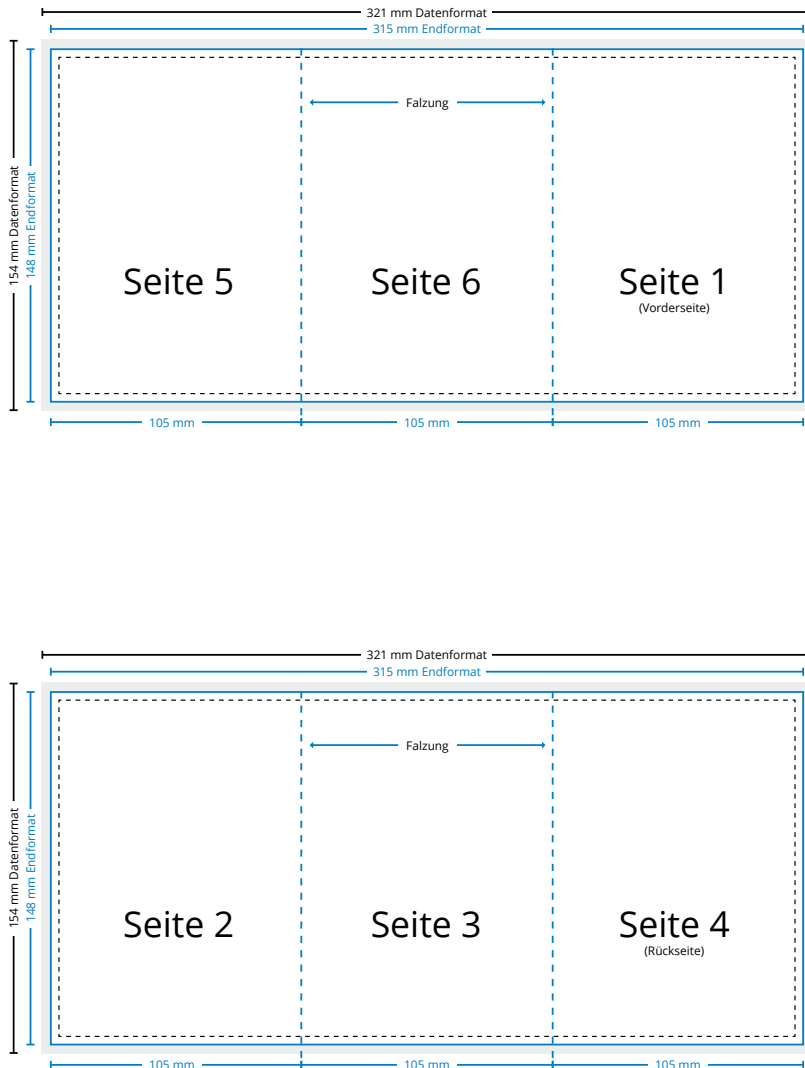 321 mm Datenformat
315 mm Endformat
154 mm Datenformat
148 mm Endformat
Falzung
Seite 5
Seite 6
Seite 1
(Vorderseite)
105 mm
105 mm
105 mm
321 mm Datenformat
315 mm Endformat
154 mm Datenformat
148 mm Endformat
Falzung
Seite 2
Seite 3
Seite 4
(Rückseite)
105 mm
105 mm
105 mm